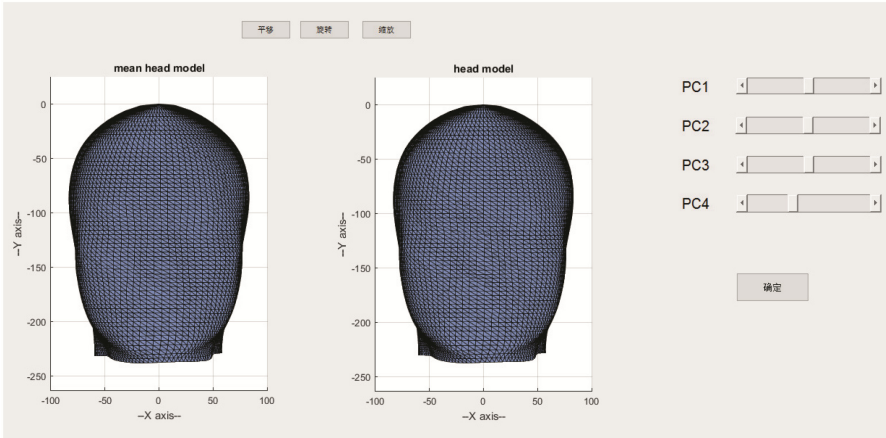 平移 旋转 缩放
mean head model
head model
PC1
PC2
PC3
PC4
确定
0
-50
-100
-150
-200
-250
--Y axis--
-100 -50 0 50 100
--X axis--
0
-50
-100
-150
-200
-250
--Y axis--
-100 -50 0 50 100
--X axis--